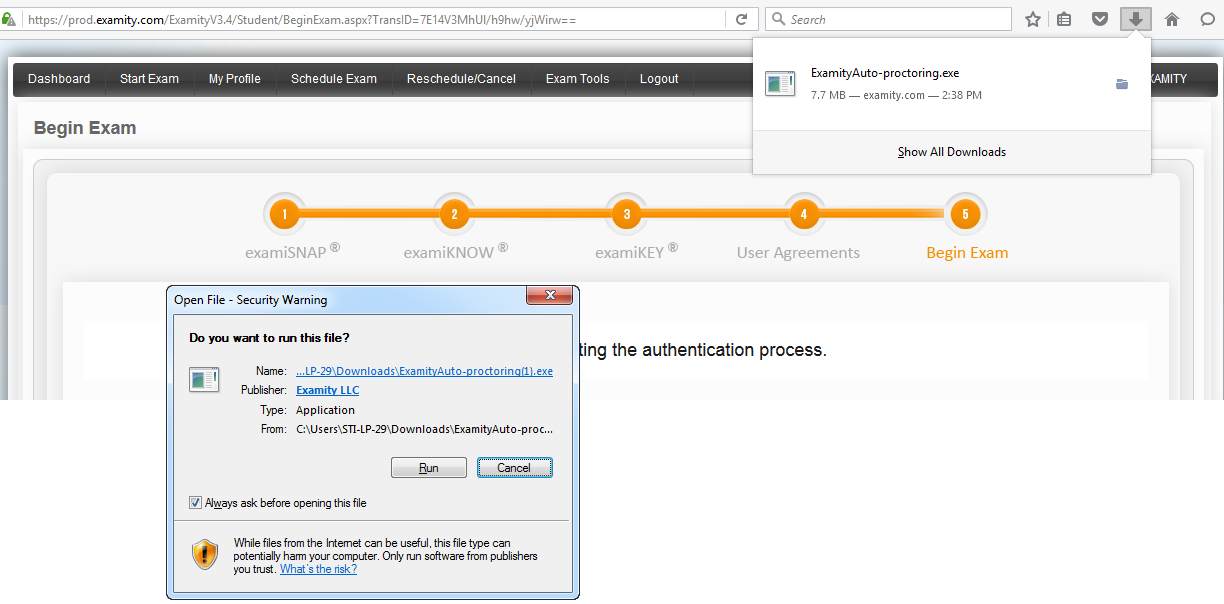 https://prod.examity.com/ExamityV3.4/Student/BeginExam.aspx?TransID=7E14V3MhUI/h9hw/yjWirw==
Search
ExamityAuto-proctoring.exe
7.7 MB — examity.com — 2:38 PM
Show All Downloads
Dashboard Start Exam My Profile Schedule Exam Reschedule/Cancel Exam Tools Logout
XAMITY
Begin Exam
1 2 3 4 5
examiSNAP ® examiKNOW ® examiKEY ® User Agreements Begin Exam
ting the authentication process.
Open File - Security Warning
Do you want to run this file?
Name: ...LP-29\Downloads\ExamityAuto-proctoring(1).exe
Publisher: Examity LLC
Type: Application
From: C:\Users\STI-LP-29\Downloads\ExamityAuto-proc...
Run Cancel
Always ask before opening this file
While files from the Internet can be useful, this file type can
potentially harm your computer. Only run software from publishers
you trust. What's the risk?